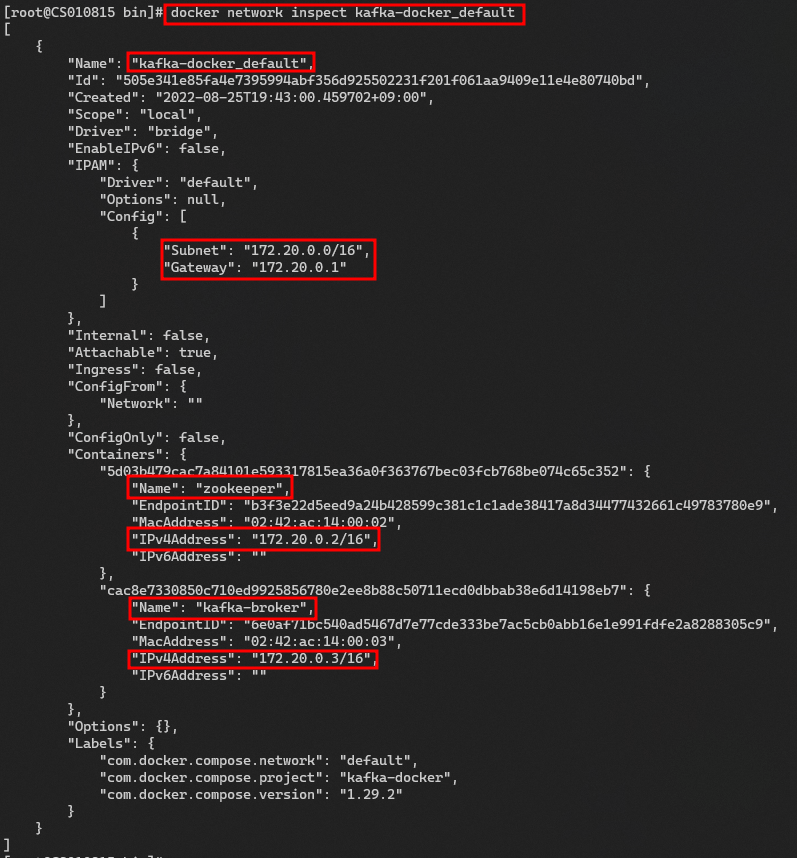 [root@CS010815 bin]# docker network inspect kafka-docker_default
[
    {
        "Name": "kafka-docker_default",
        "Id": "505e341e85fa4e7395994abf356d925502231f201f061aa9409e11e4e80740bd",
        "Created": "2022-08-25T19:43:00.459702+09:00",
        "Scope": "local",
        "Driver": "bridge",
        "EnableIPv6": false,
        "IPAM": {
            "Driver": "default",
            "Options": null,
            "Config": [
                {
                    "Subnet": "172.20.0.0/16",
                    "Gateway": "172.20.0.1"
                }
            ]
        },
        "Internal": false,
        "Attachable": true,
        "Ingress": false,
        "ConfigFrom": {
            "Network": ""
        },
        "ConfigOnly": false,
        "Containers": {
            "5d03b479cac7a84101e593317815ea36a0f363767bec03fcb768be074c65c352": {
                "Name": "zookeeper",
                "EndpointID": "b3f3e22d5eed9a24b428599c381c1c1ade38417a8d34477432661c49783780e9",
                "MacAddress": "02:42:ac:14:00:02",
                "IPv4Address": "172.20.0.2/16",
                "IPv6Address": ""
            },
            "cac8e7330850c710ed9925856780e2ee8b88c50711ecd0dbbab38e6d14198eb7": {
                "Name": "kafka-broker",
                "EndpointID": "6e0af71bc540ad5467d7e77cde333be7ac5cb0abb16e1e991fdfe2a8288305c9",
                "MacAddress": "02:42:ac:14:00:03",
                "IPv4Address": "172.20.0.3/16",
                "IPv6Address": ""
            }
        },
        "Options": {},
        "Labels": {
            "com.docker.compose.network": "default",
            "com.docker.compose.project": "kafka-docker",
            "com.docker.compose.version": "1.29.2"
        }
    }
]